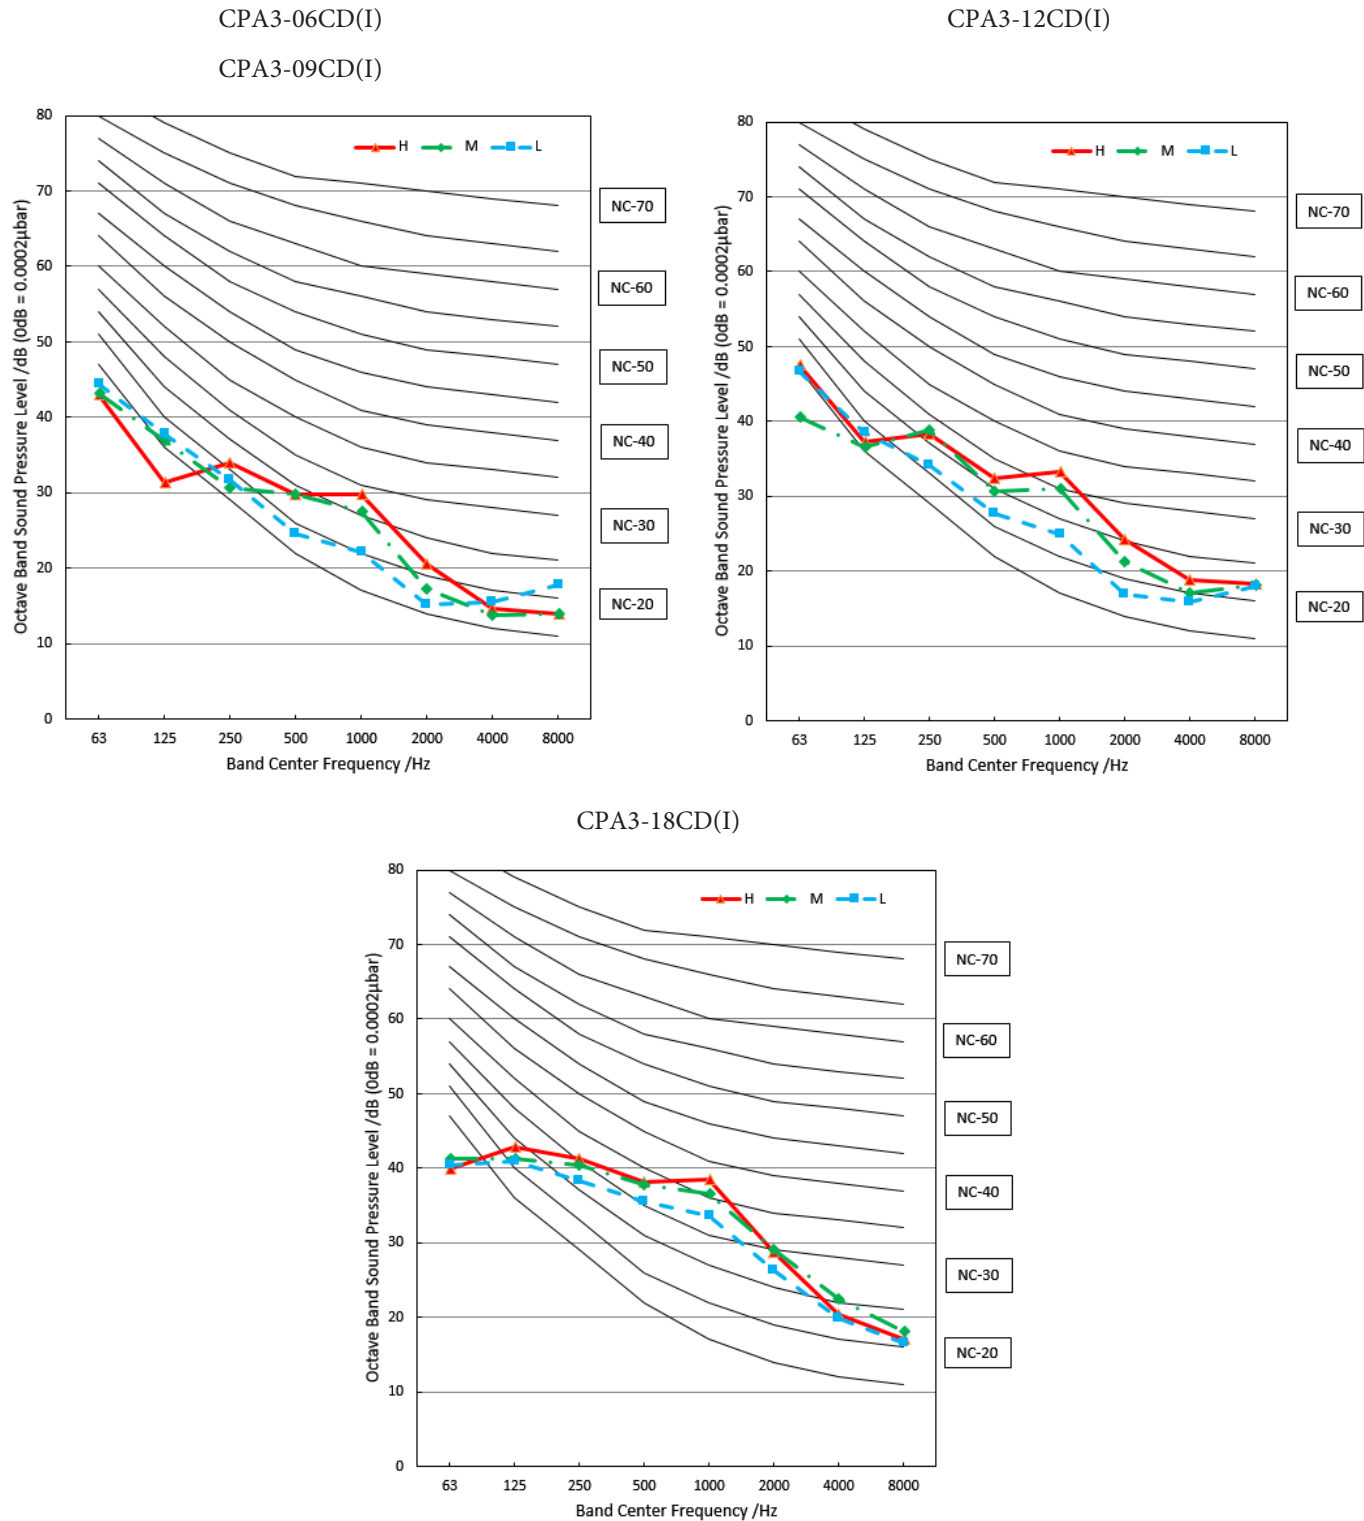 CPA3-06CD(I)
CPA3-09CD(I)
80
70
60
50
40
30
20
10
0
Octave Band Sound Pressure Level /dB (0dB = 0.0002μbar)
H M L
NC-70
NC-60
NC-50
NC-40
NC-30
NC-20
63 125 250 500 1000 2000 4000 8000
Band Center Frequency /Hz
CPA3-12CD(I)
80
70
60
50
40
30
20
10
0
Octave Band Sound Pressure Level /dB (0dB = 0.0002μbar)
H M L
NC-70
NC-60
NC-50
NC-40
NC-30
NC-20
63 125 250 500 1000 2000 4000 8000
Band Center Frequency /Hz
CPA3-18CD(I)
80
70
60
50
40
30
20
10
0
Octave Band Sound Pressure Level /dB (0dB = 0.0002μbar)
H M L
NC-70
NC-60
NC-50
NC-40
NC-30
NC-20
63 125 250 500 1000 2000 4000 8000
Band Center Frequency /Hz